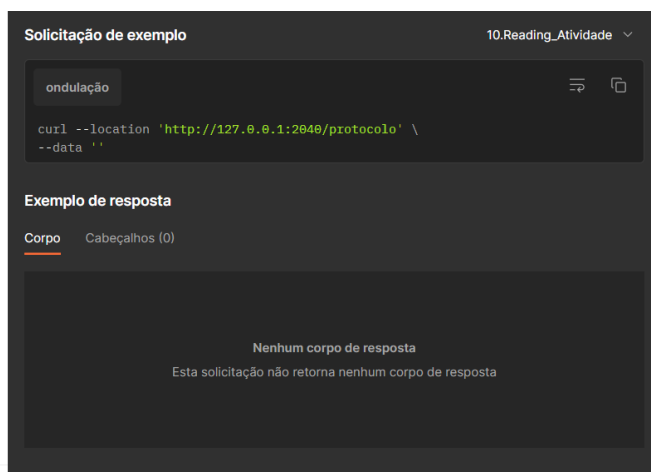 Solicitação de exemplo
10.Reading_Atividade
ondulação
curl --location 'http://127.0.0.1:2040/protocolo' \
--data ''
Exemplo de resposta
Corpo Cabeçalhos (0)
Nenhum corpo de resposta
Esta solicitação não retorna nenhum corpo de resposta